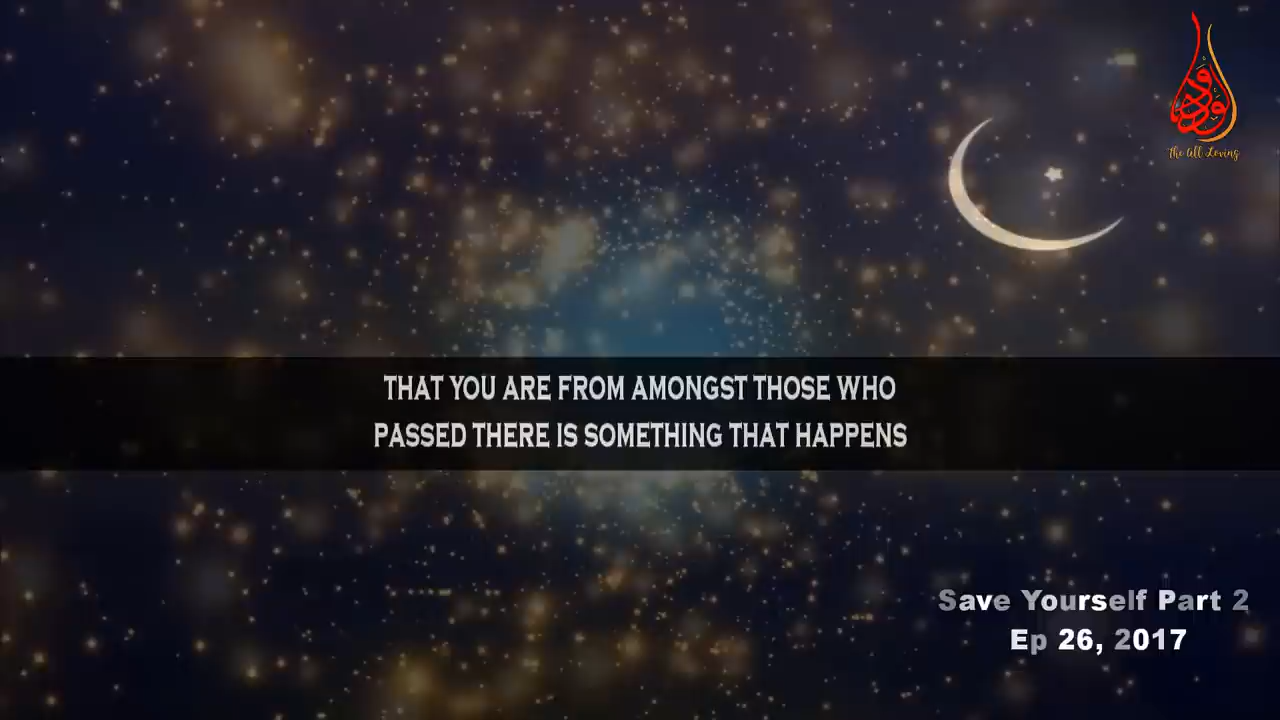 الودود
The All Loving
THAT YOU ARE FROM AMONGST THOSE WHO
PASSED THERE IS SOMETHING THAT HAPPENS
Save Yourself Part 2
Ep 26, 2017